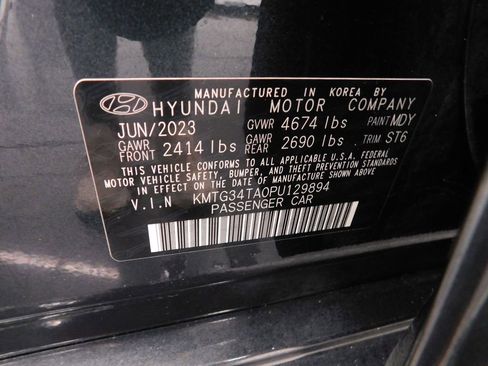 MANUFACTURED IN KOREA BY
HYUNDAI MOTOR COMPANY
JUN/2023 GVWR 4674 lbs PAINT MDY
GAWR FRONT 2414 lbs GAWR REAR 2690 lbs TRIM ST6
THIS VEHICLE CONFORMS TO ALL APPLICABLE U.S.A. FEDERAL
MOTOR VEHICLE SAFETY, BUMPER, AND THEFT PREVENTION STANDARDS
IN EFFECT ON THE DATE OF MANUFACTURE SHOWN ABOVE.
V.I.N KMTG34TA0PU129894
PASSENGER CAR